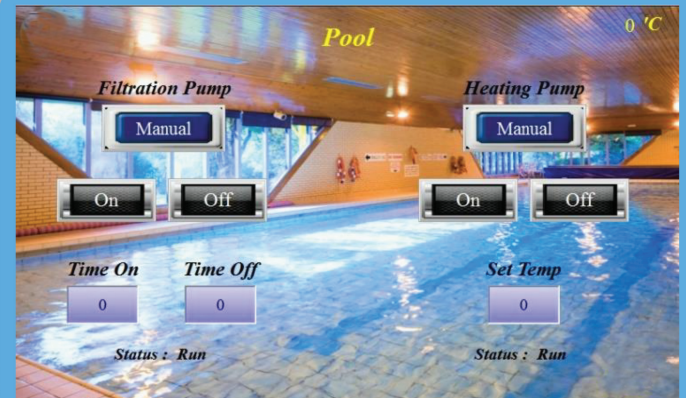 Pool
0 'C
Filtration Pump
Heating Pump
Manual
Manual
On
Off
On
Off
Time On
Time Off
Set Temp
0
0
0
Status : Run
Status : Run